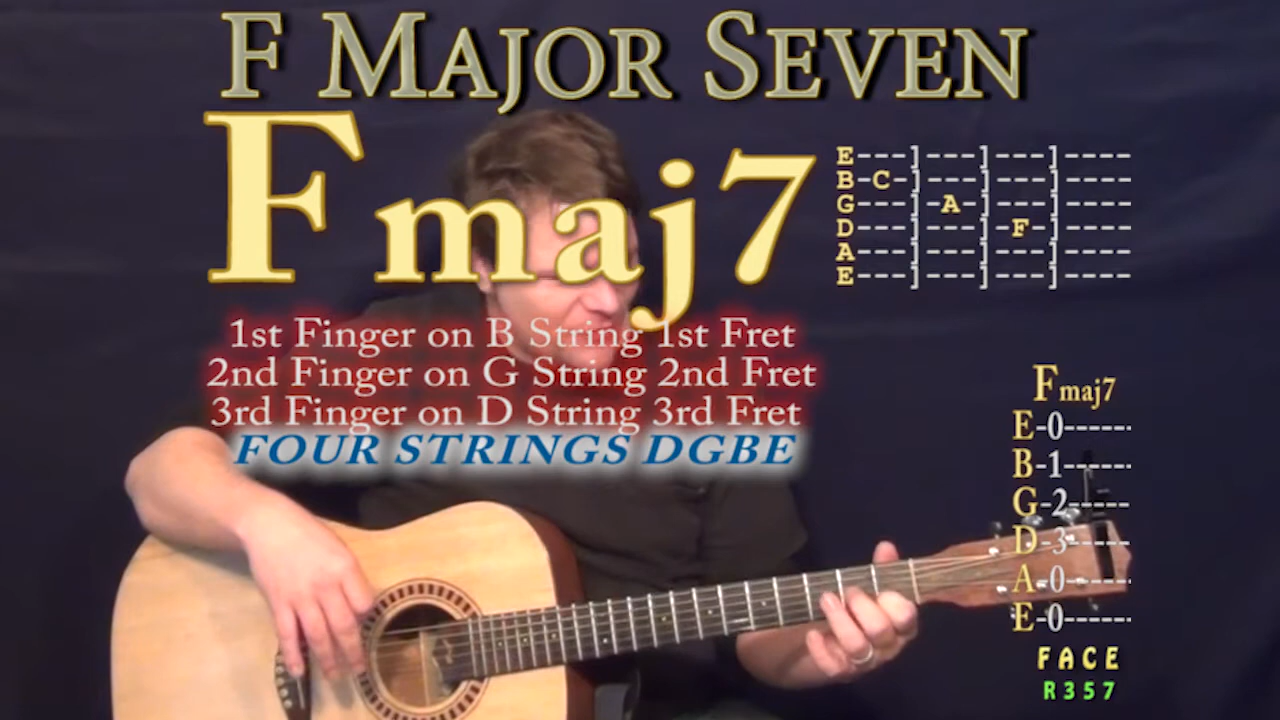 F MAJOR SEVEN
Fmaj7
E---]---]---]----
B-C-]---]---]----
G---]-A-]---]----
D---]---]-F-]----
A---]---]---]----
E---]---]---]----
1st Finger on B String 1st Fret
2nd Finger on G String 2nd Fret
3rd Finger on D String 3rd Fret
FOUR STRINGS DGBE
Fmaj7
E-0------
B-1------
G-2------
D-3------
A-0------
E-0------
FACE
R357